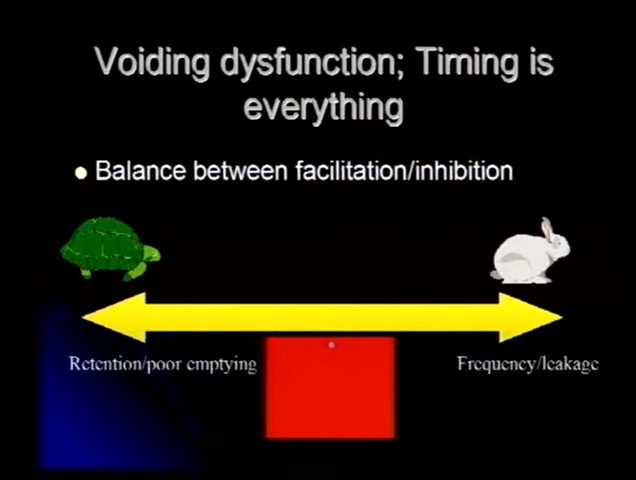 Voiding dysfunction; Timing is
everything
Balance between facilitation/inhibition
Retention/poor emptying
Frequency/leakage